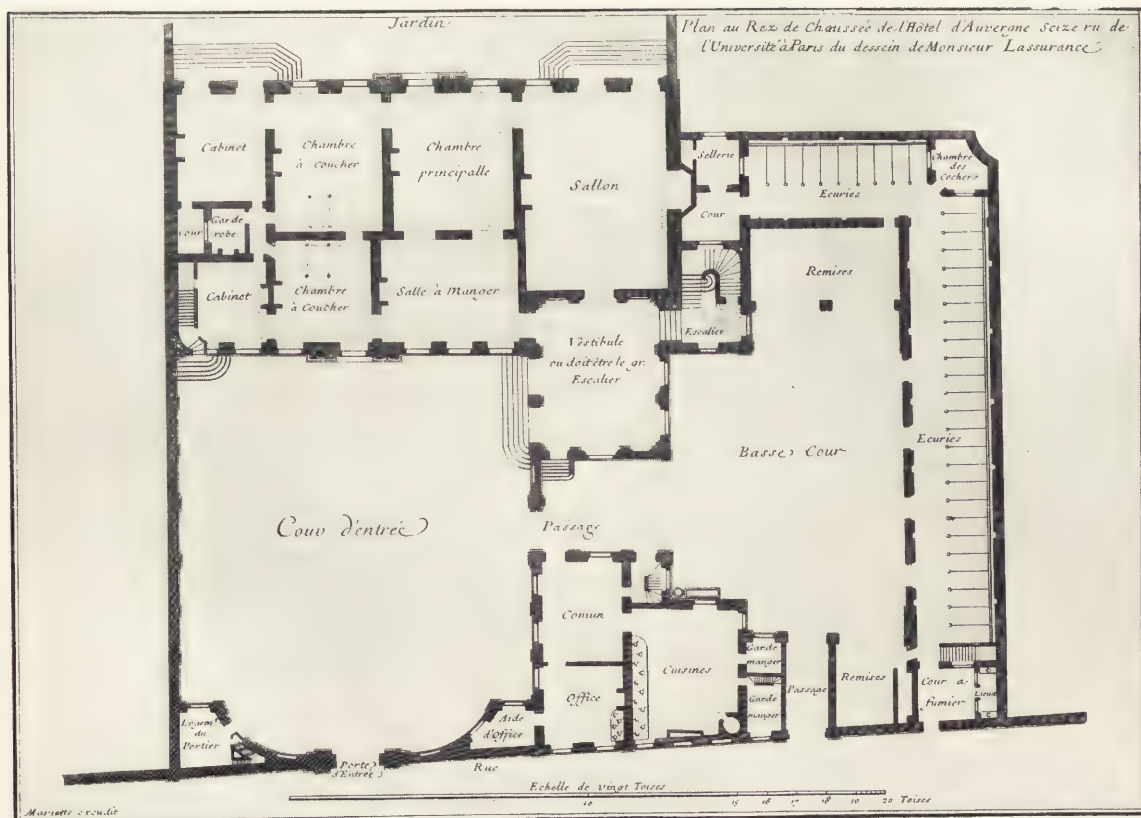 Jardin
Plan au Rez de Chaussée de l'Hôtel d'Auvergne Scize ru de
l'Université à Paris du dessein de Monsieur Lassurance
Cabinet
Chambre
à coucher
Chambre
principalle
Sallon
Sellerie
Ecuries
Chambre
des
Cochers
Cour
Garde
robe
Cour
Cabinet
Chambre
à Coucher
Salle à Manger
Remises
Escalier
Vestibule
ou doit être le gr.
Escalier
Ecuries
Basse Cour
Cour d'entrée
Passage
Comun
Cuisines
Garde
manger
Garde
manger
Passage
Remises
Cour a
fumier
Lieux
Office
Logem.t
du
Portier
Aide
d'Office
Porte
d'Entrée
Rue
Echelle de vingt Toises
10 15 16 17 18 19 20 Toises
Mariette excudit